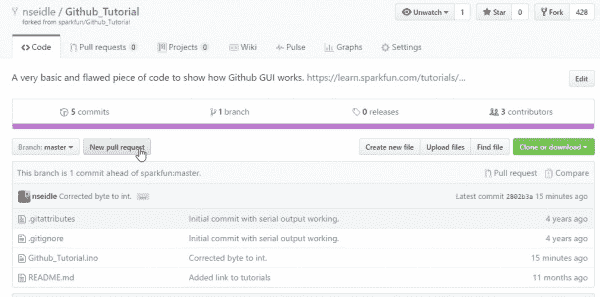 nseidle / Github_Tutorial
forked from sparkfun/Github_Tutorial
Unwatch 1 Star 0 Fork 428
Code Pull requests 0 Projects 0 Wiki Pulse Graphs Settings
A very basic and flawed piece of code to show how Github GUI works. https://learn.sparkfun.com/tutorials/... Edit
5 commits 1 branch 0 releases 3 contributors
Branch: master New pull request Create new file Upload files Find file Clone or download
This branch is 1 commit ahead of sparkfun:master. Pull request Compare
nseidle Corrected byte to int. ... Latest commit 2802b3a 15 minutes ago
.gitattributes Initial commit with serial output working. 4 years ago
.gitignore Initial commit with serial output working. 4 years ago
Github_Tutorial.ino Corrected byte to int. 15 minutes ago
README.md Added link to tutorials 11 months ago